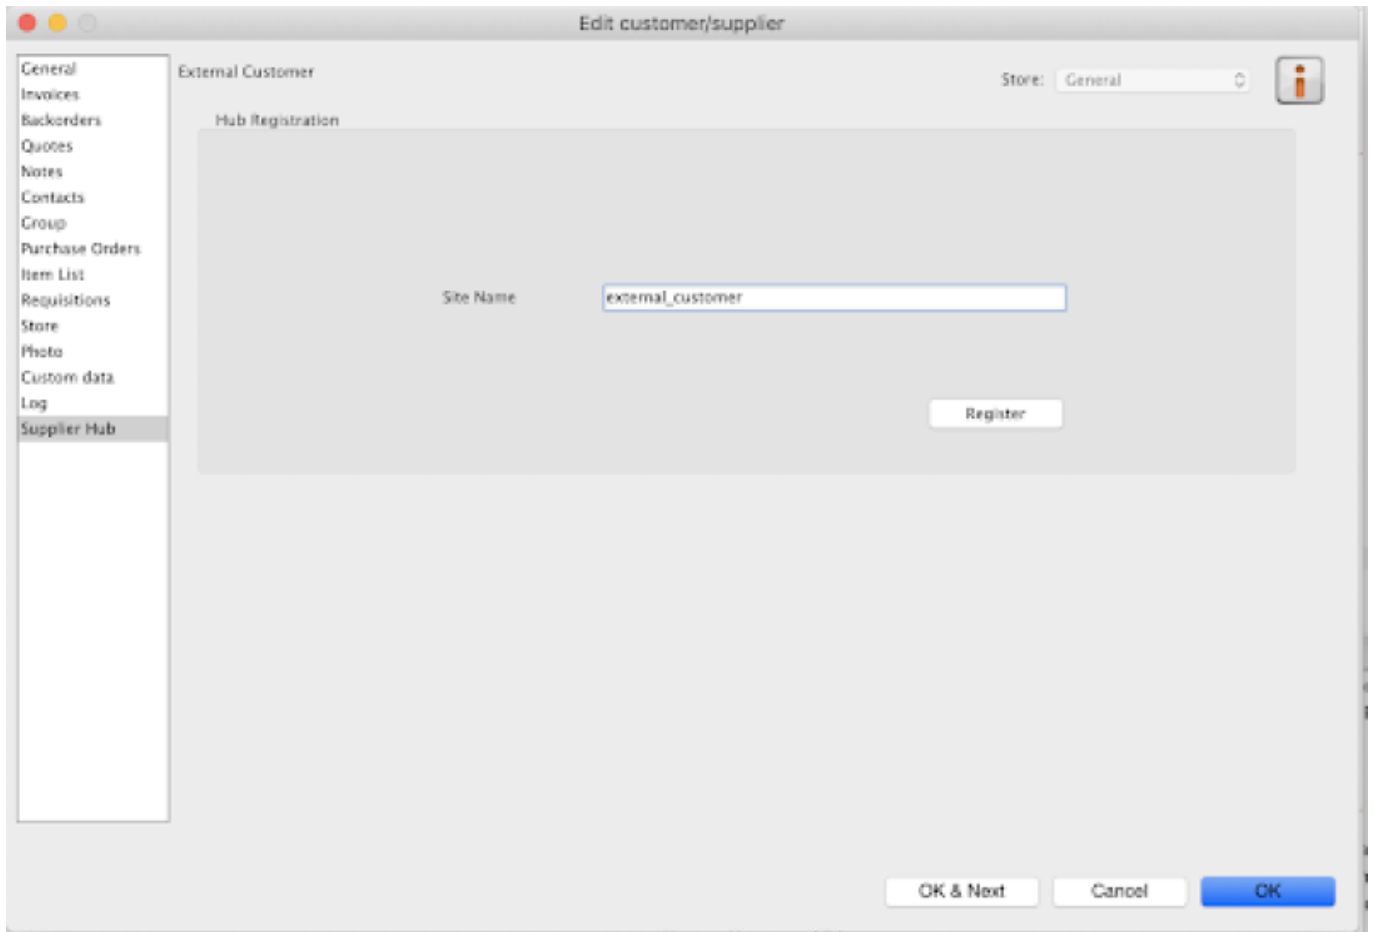 Edit customer/supplier
General
Invoices
Backorders
Quotes
Notes
Contacts
Group
Purchase Orders
Item List
Requisitions
Store
Photo
Custom data
Log
Supplier Hub
External Customer
Store: General
Hub Registration
Site Name external_customer
Register
OK & Next Cancel OK